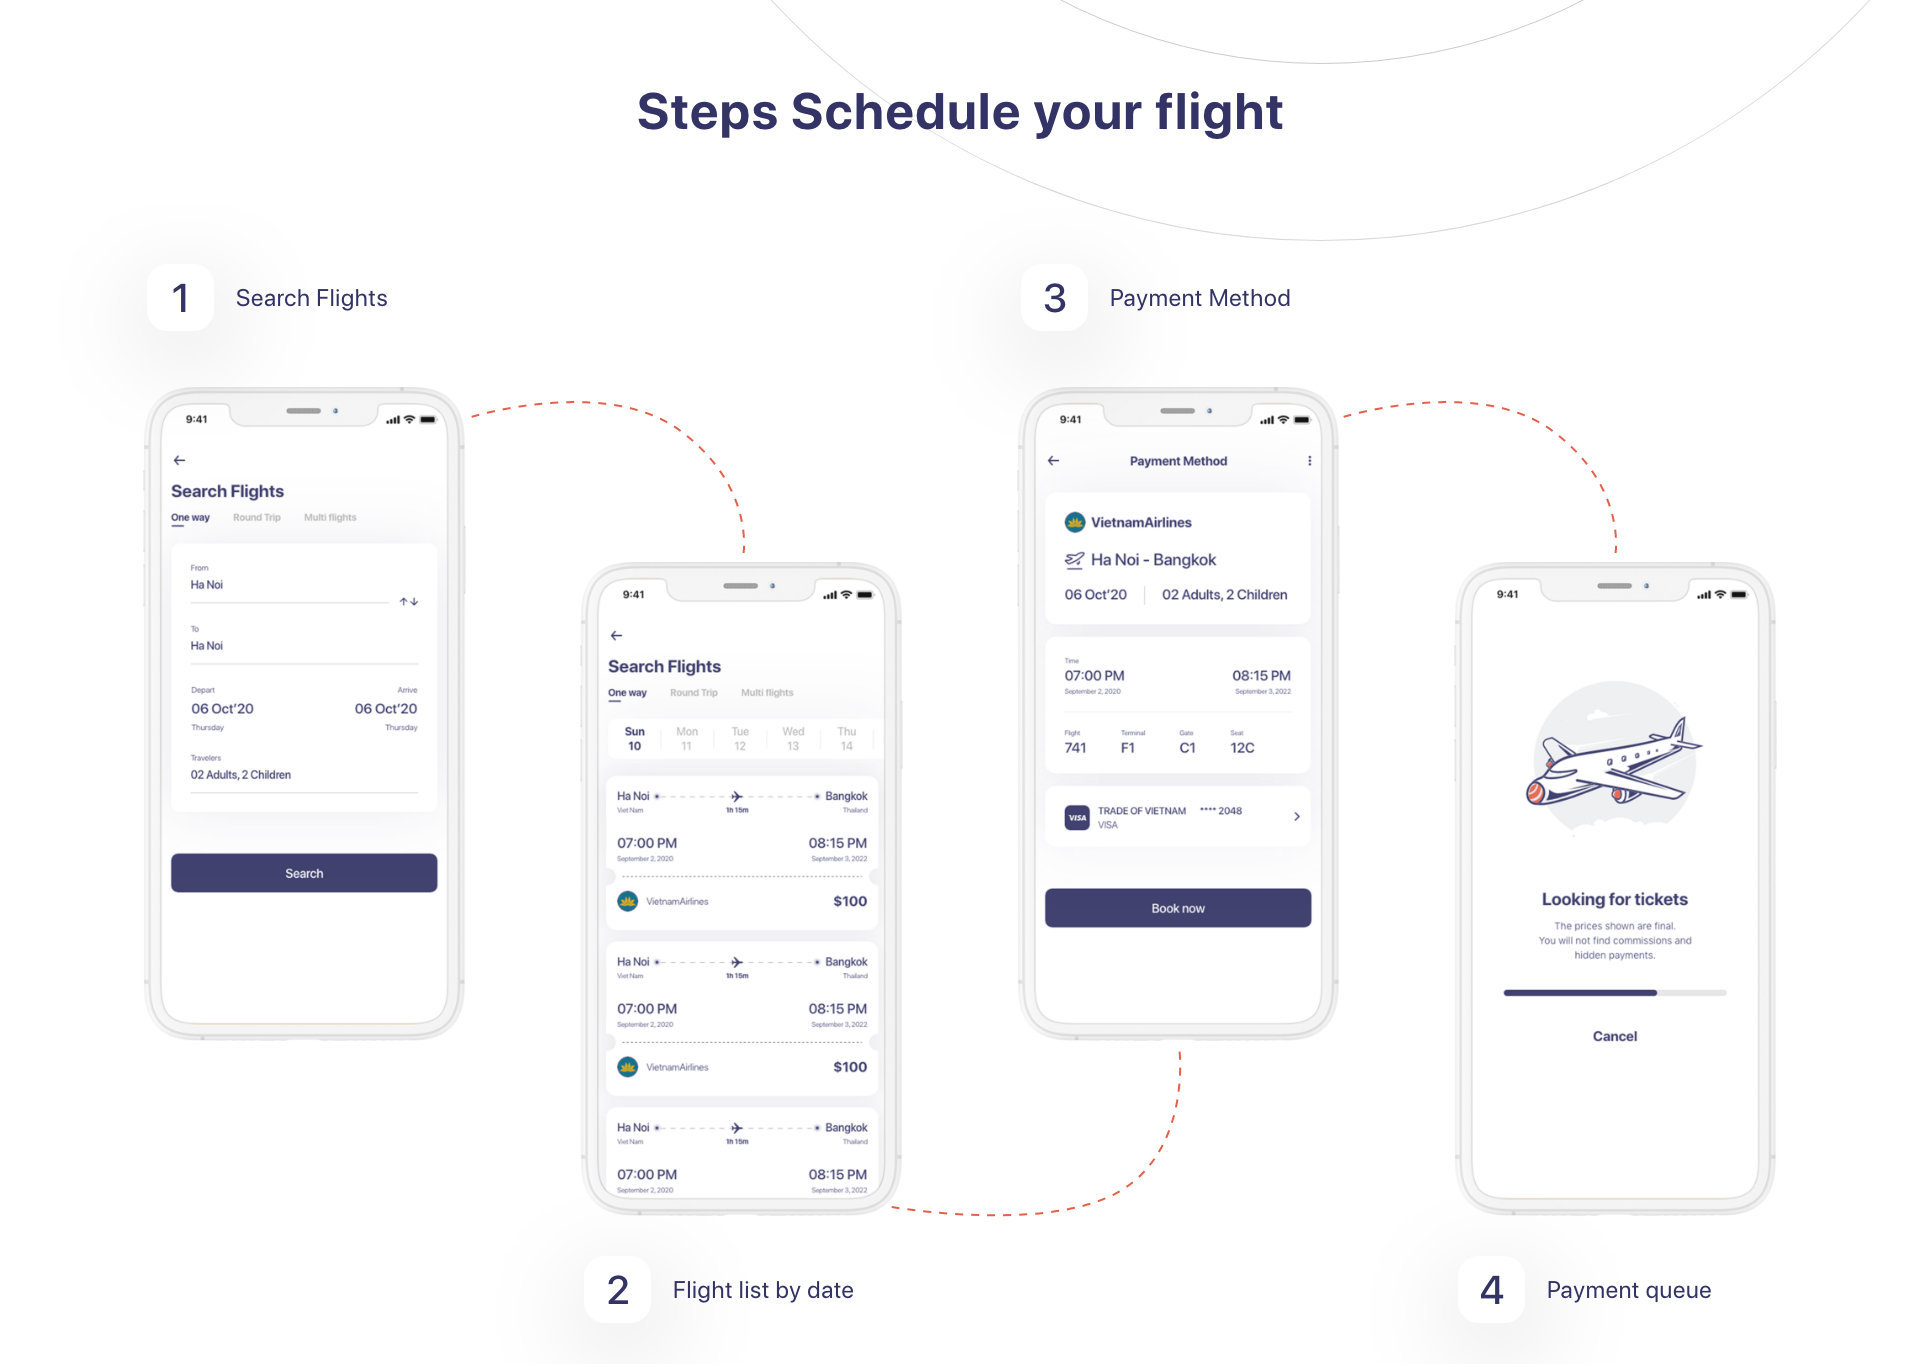 Steps Schedule your flight
1 Search Flights
9:41
Search Flights
One way Round Trip Multi flights
From
Ha Noi
To
Ha Noi
Depart Arrive
06 Oct'20 06 Oct'20
Thursday Thursday
Travelers
02 Adults, 2 Children
Search
9:41
Search Flights
One way Round Trip Multi flights
Sun Mon Tue Wed Thu
10 11 12 13 14
Ha Noi Bangkok
Viet Nam 1h 15m Thailand
07:00 PM 08:15 PM
September 2, 2020 September 3, 2022
VietnamAirlines $100
Ha Noi Bangkok
Viet Nam 1h 15m Thailand
07:00 PM 08:15 PM
September 2, 2020 September 3, 2022
VietnamAirlines $100
Ha Noi Bangkok
Viet Nam 1h 15m Thailand
07:00 PM 08:15 PM
September 2, 2020 September 3, 2022
2 Flight list by date
3 Payment Method
9:41
Payment Method
VietnamAirlines
Ha Noi - Bangkok
06 Oct'20 02 Adults, 2 Children
Time
07:00 PM 08:15 PM
September 2, 2020 September 3, 2022
Flight Terminal Gate Seat
741 F1 C1 12C
VISA TRADE OF VIETNAM **** 2048
VISA
Book now
9:41
Looking for tickets
The prices shown are final.
You will not find commissions and
hidden payments.
Cancel
4 Payment queue